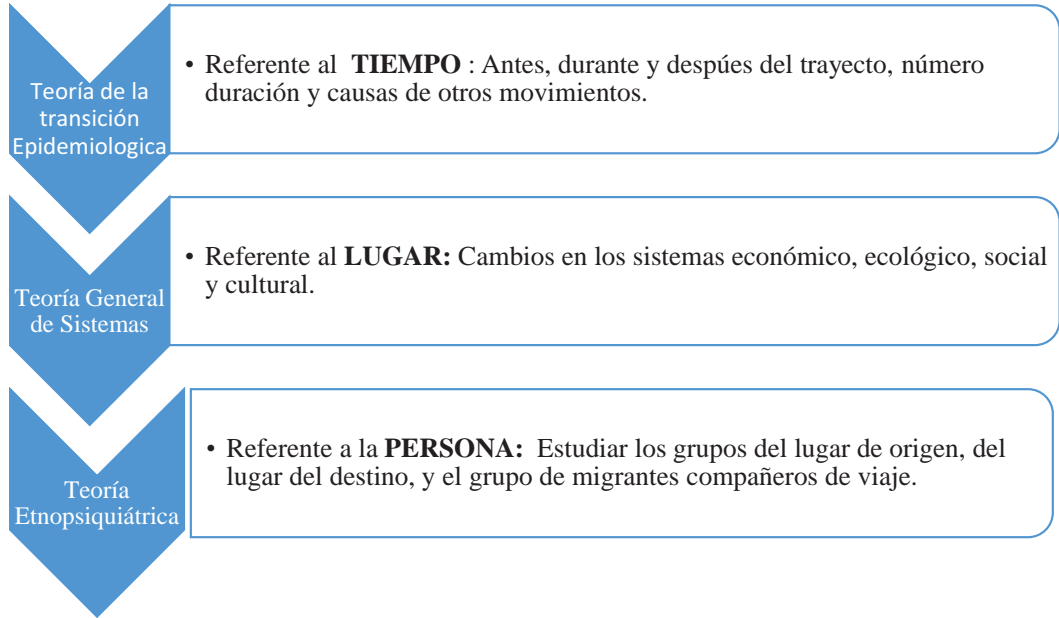 Teoría de la
transición
Epidemiologica
• Referente al TIEMPO : Antes, durante y despúes del trayecto, número
duración y causas de otros movimientos.
Teoría General
de Sistemas
• Referente al LUGAR: Cambios en los sistemas económico, ecológico, social
y cultural.
Teoría
Etnopsiquiátrica
• Referente a la PERSONA: Estudiar los grupos del lugar de origen, del
lugar del destino, y el grupo de migrantes compañeros de viaje.